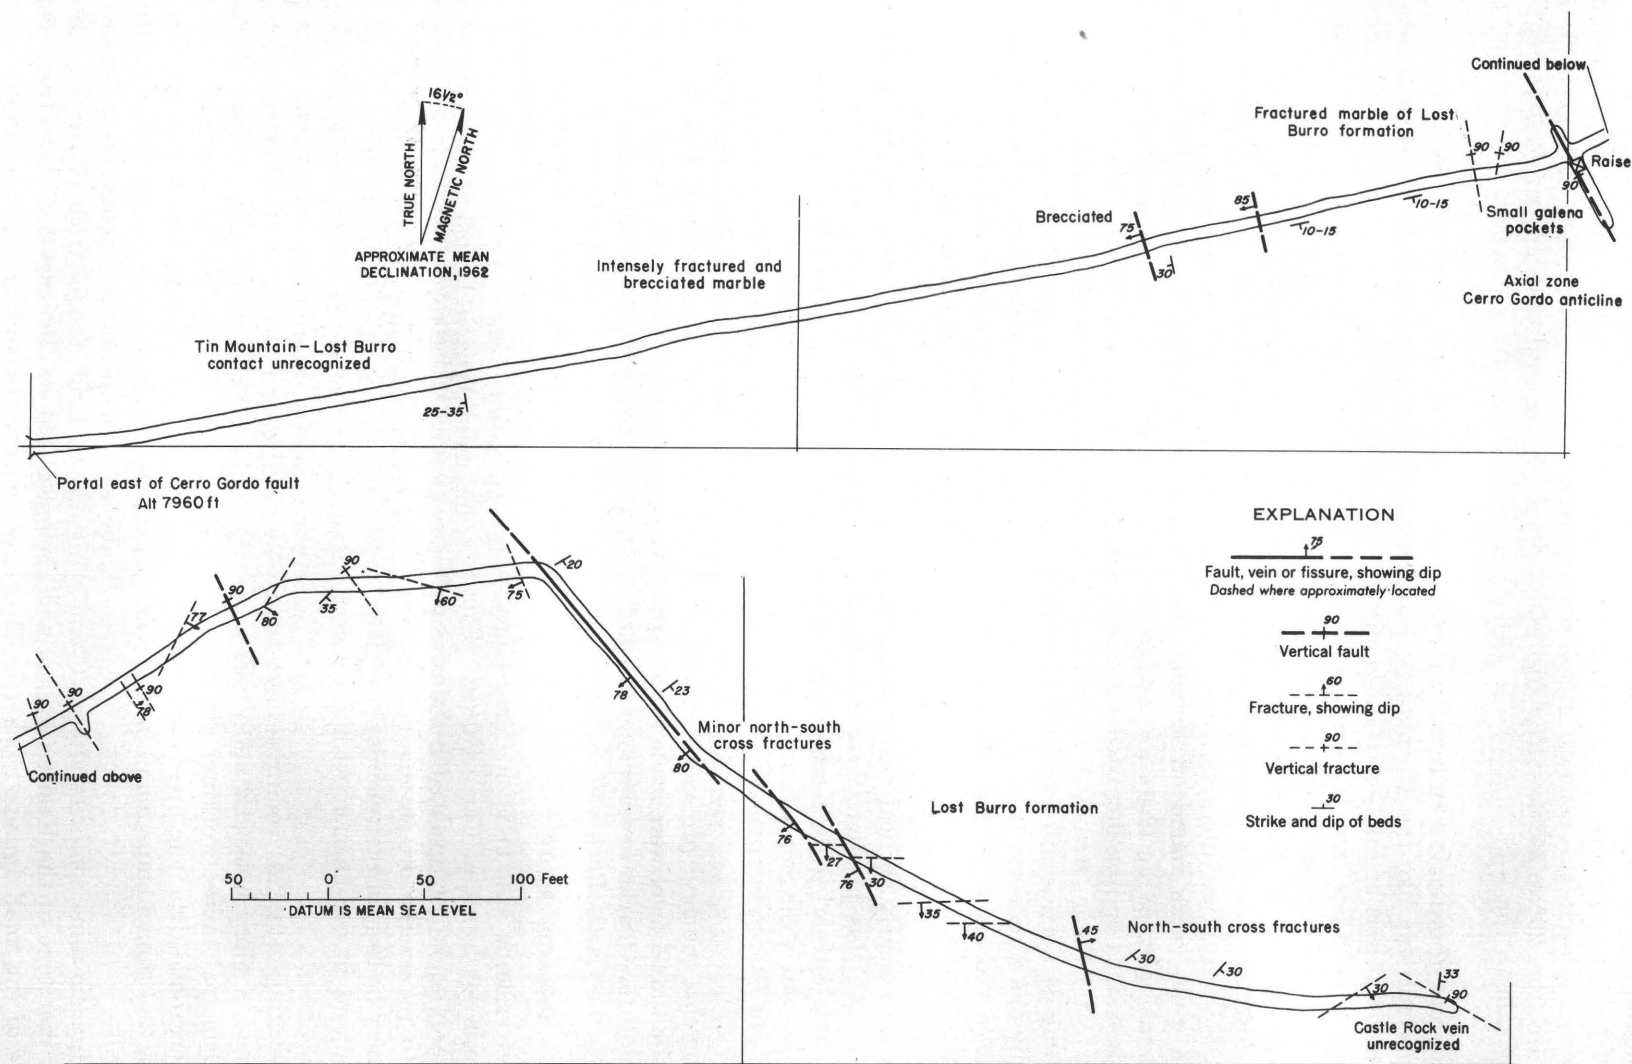 Continued below
16½°
TRUE NORTH
MAGNETIC NORTH
APPROXIMATE MEAN
DECLINATION, 1962
Fractured marble of Lost
Burro formation
90
90
Raise
90
Small galena
pockets
Axial zone
Cerro Gordo anticline
10-15
85
10-15
Brecciated
75
30
Intensely fractured and
brecciated marble
Tin Mountain – Lost Burro
contact unrecognized
25-35
Portal east of Cerro Gordo fault
Alt 7960 ft
90
90
78
90
77
90
80
35
90
60
75
20
78
23
80
Continued above
Minor north-south
cross fractures
76
27
76
30
35
40
Lost Burro formation
45
North-south cross fractures
30
30
30
33
90
Castle Rock vein
unrecognized
50 0 50 100 Feet
DATUM IS MEAN SEA LEVEL
EXPLANATION
75
Fault, vein or fissure, showing dip
Dashed where approximately located
90
Vertical fault
60
Fracture, showing dip
90
Vertical fracture
30
Strike and dip of beds